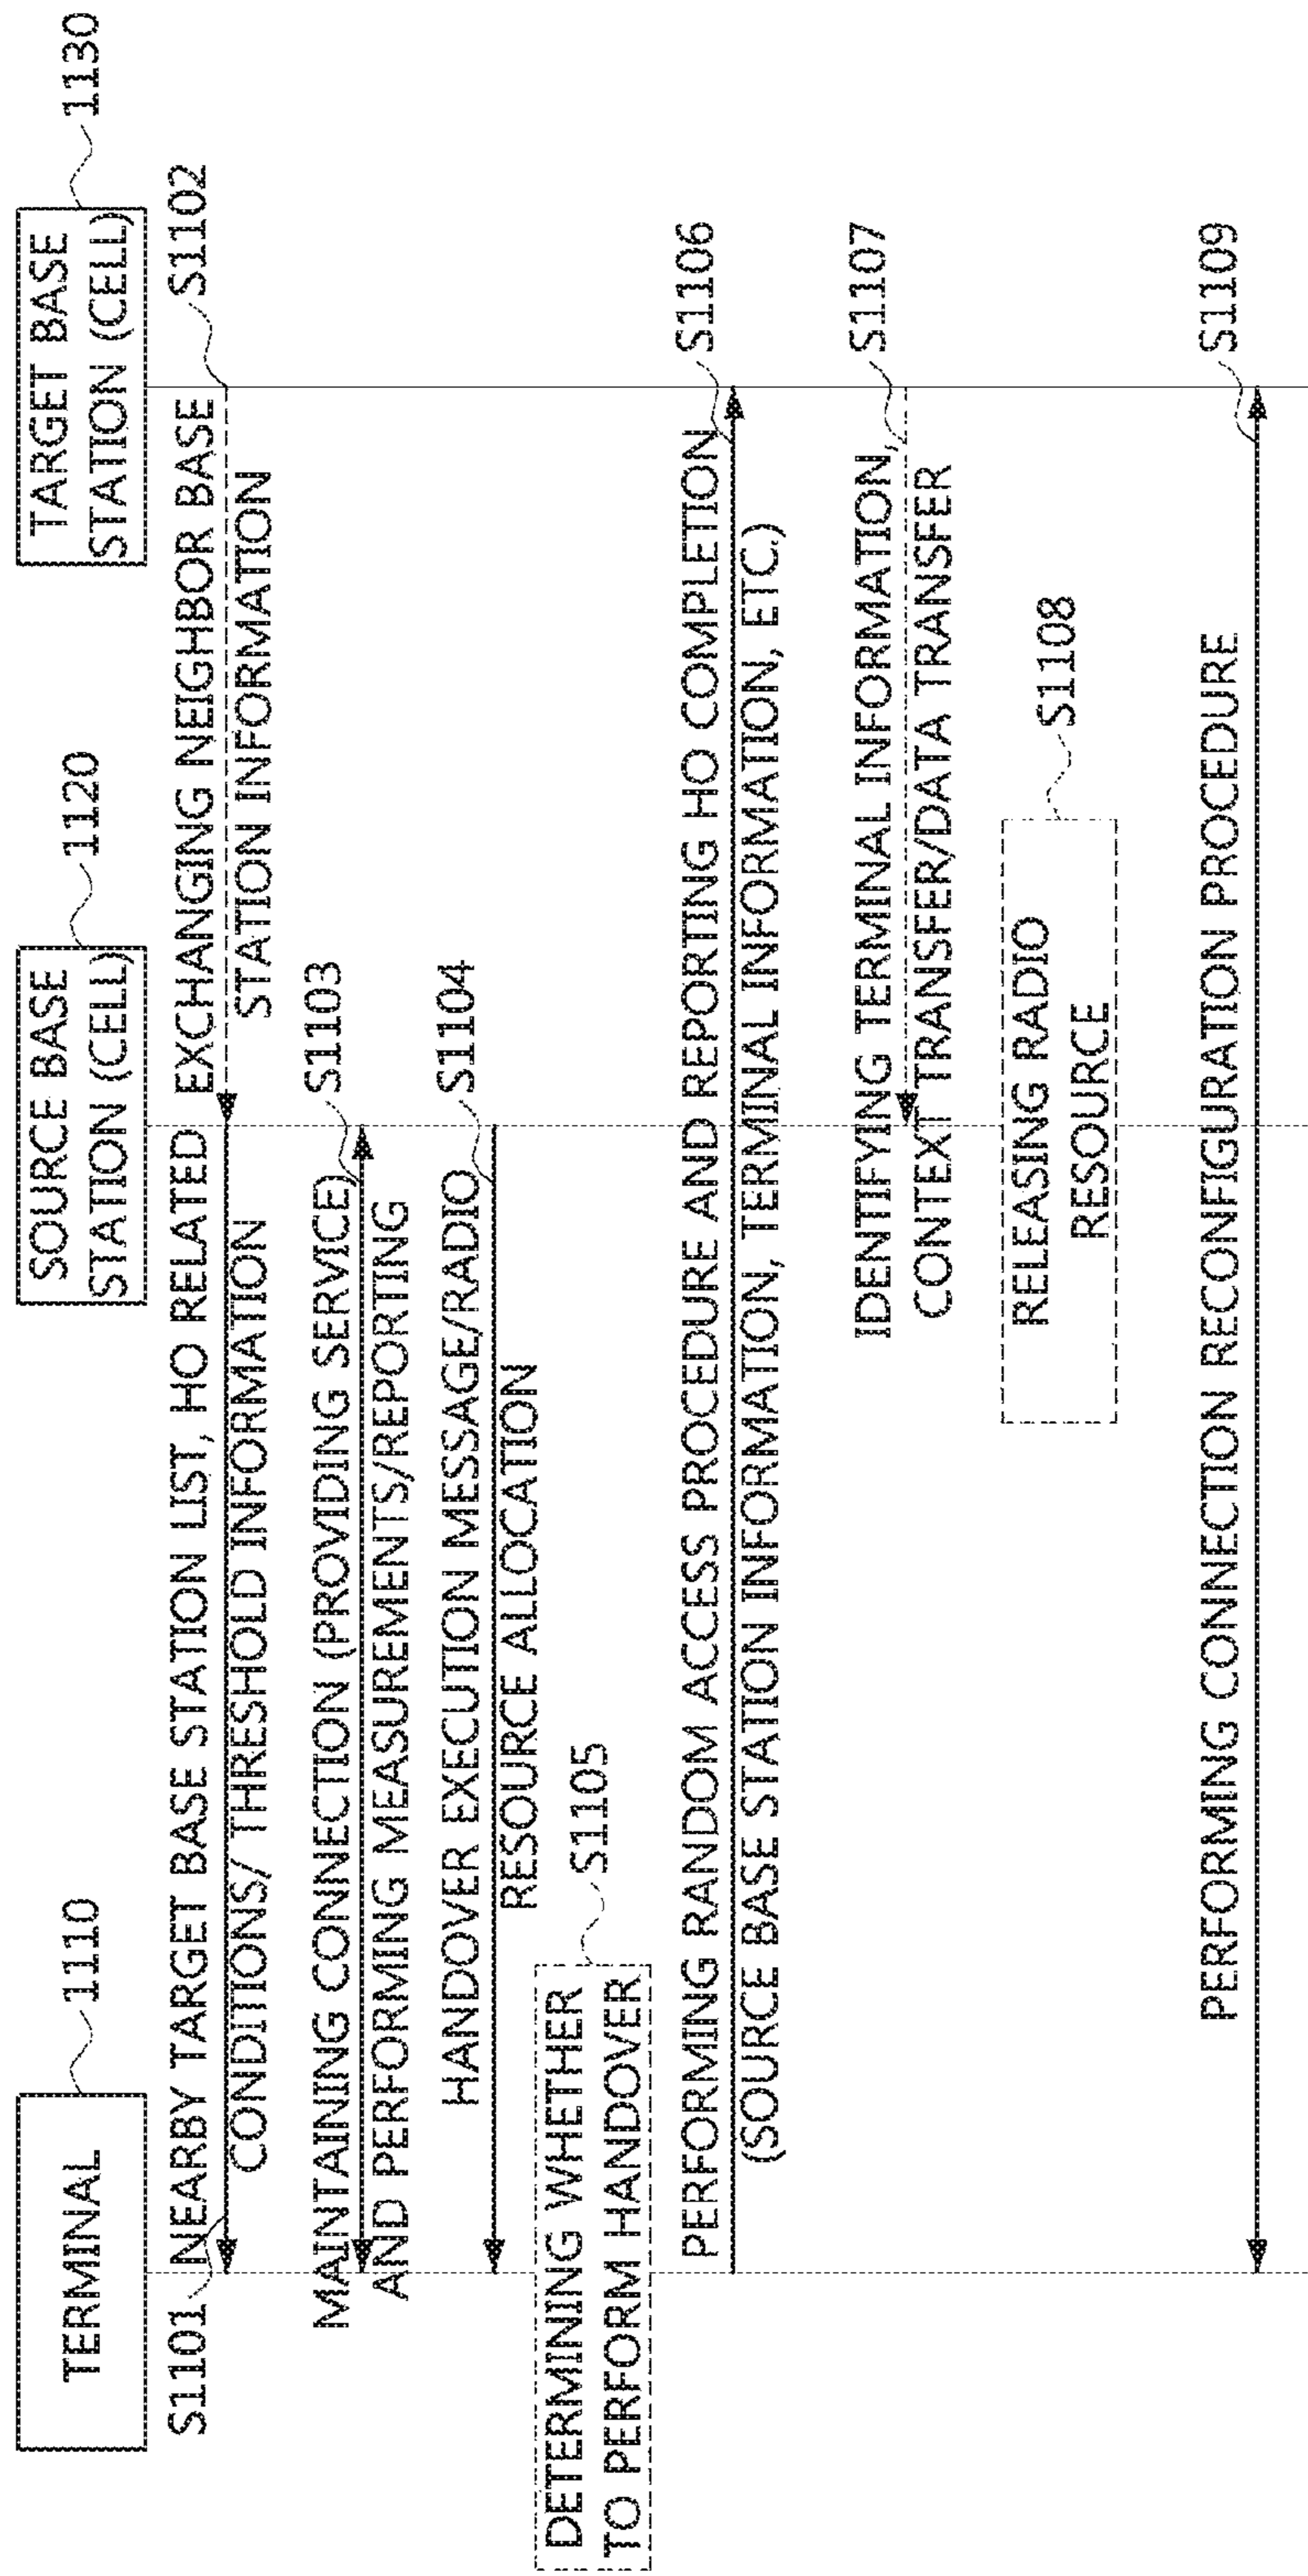 TERMINAL
1110
SOURCE BASE
STATION (CELL)
1120
TARGET BASE
STATION (CELL)
1130
S1101
NEARBY TARGET BASE STATION LIST, HO RELATED
CONDITIONS/ THRESHOLD INFORMATION
EXCHANGING NEIGHBOR BASE
STATION INFORMATION
S1102
MAINTAINING CONNECTION (PROVIDING SERVICE)
AND PERFORMING MEASUREMENTS/REPORTING
S1103
HANDOVER EXECUTION MESSAGE/RADIO
RESOURCE ALLOCATION
S1104
DETERMINING WHETHER
TO PERFORM HANDOVER
S1105
PERFORMING RANDOM ACCESS PROCEDURE AND REPORTING HO COMPLETION
(SOURCE BASE STATION INFORMATION, TERMINAL INFORMATION, ETC.)
S1106
IDENTIFYING TERMINAL INFORMATION,
CONTEXT TRANSFER/DATA TRANSFER
S1107
RELEASING RADIO
RESOURCE
S1108
PERFORMING CONNECTION RECONFIGURATION PROCEDURE
S1109